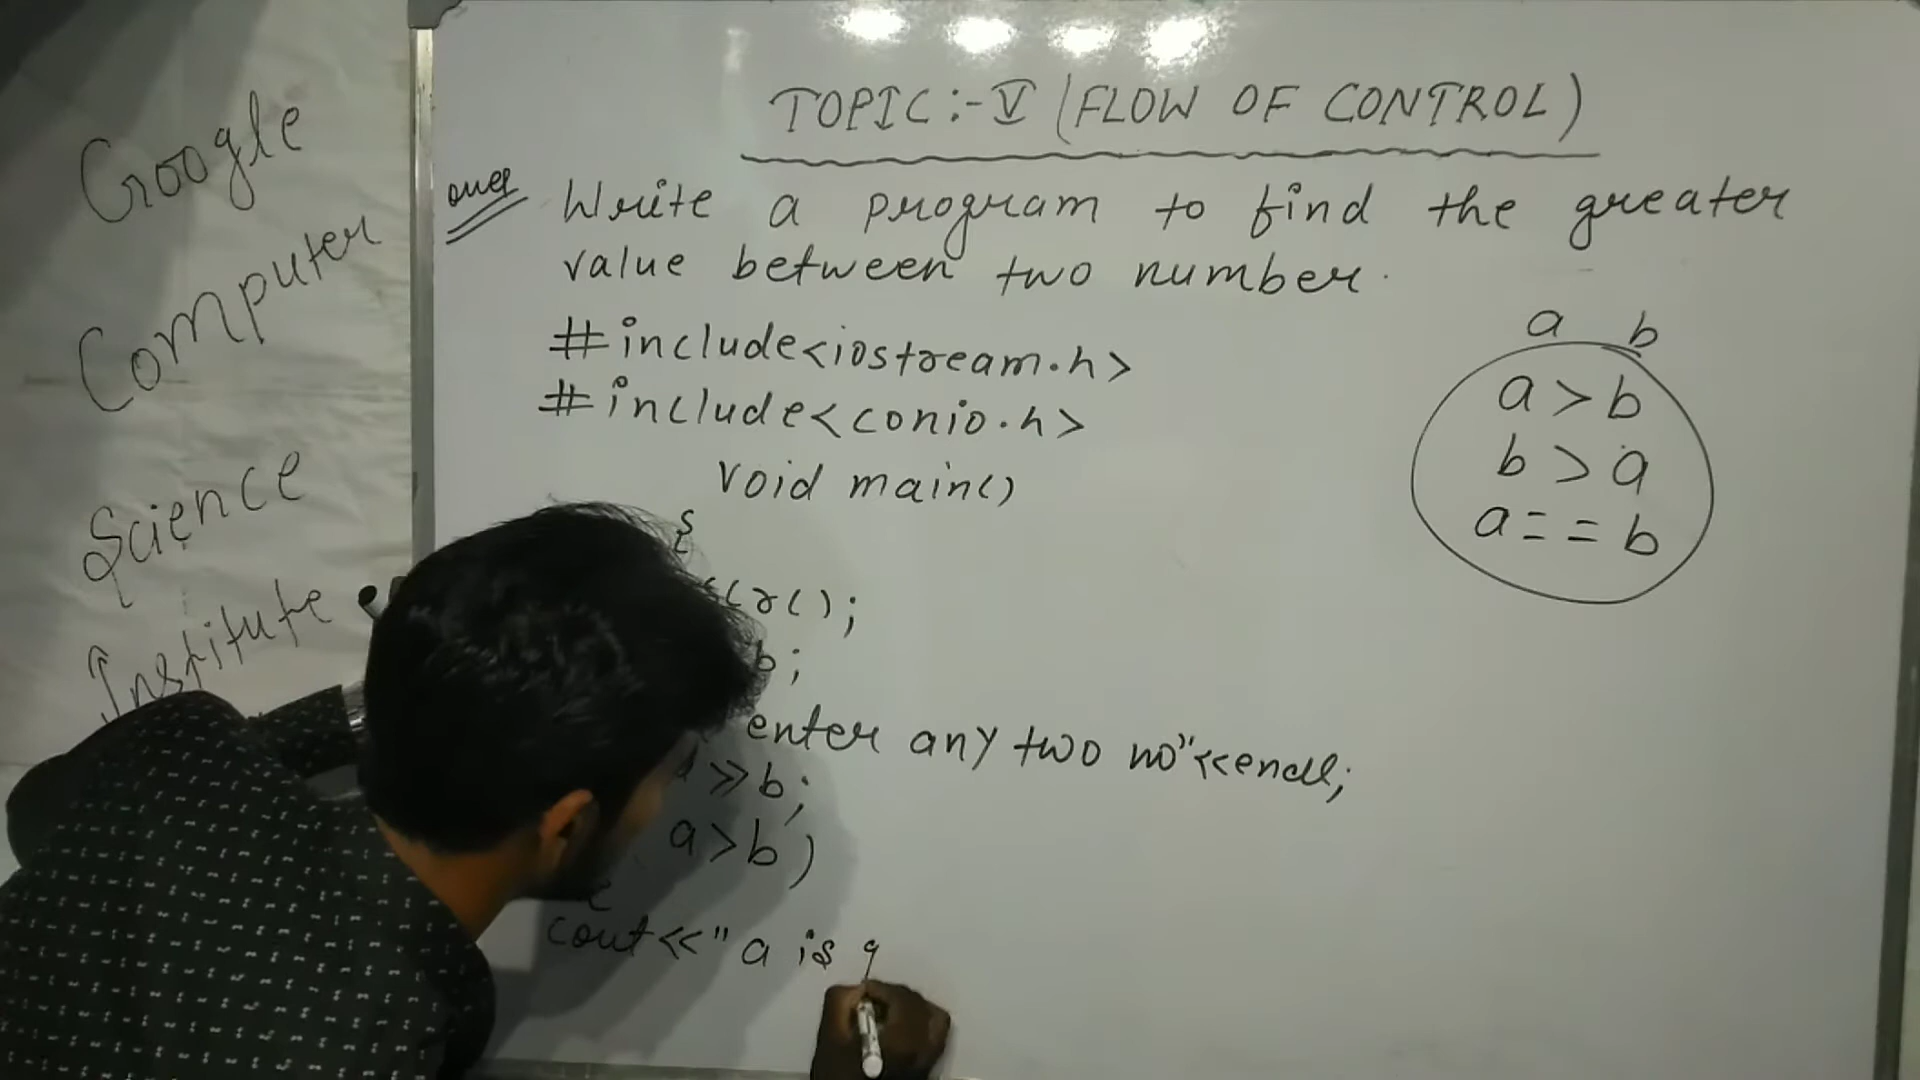 Google
Computer
Science
Institute
TOPIC:-V (FLOW OF CONTROL)
Ques Write a program to find the greater
value between two number.
#include<iostream.h>
#include<conio.h>
void main()
{
r();
b;
enter any two no"<<endl;
>>b;
a>b)
{
cout<<"a is g
a b
a>b
b>a
a==b